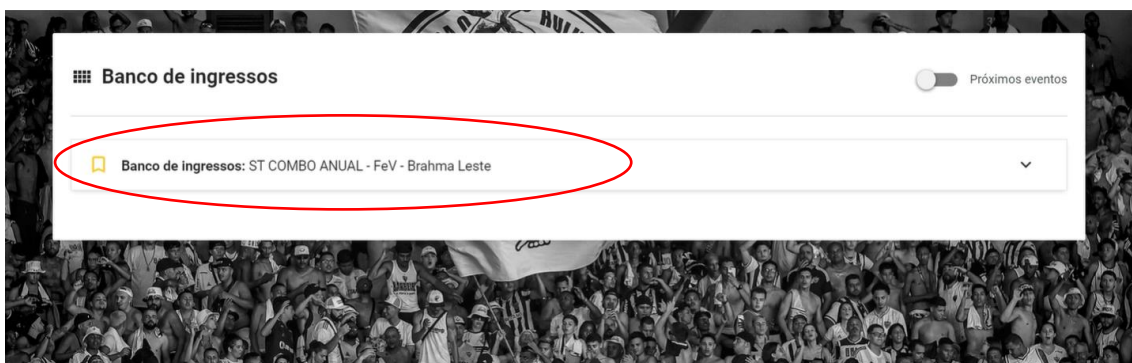 Banco de ingressos
Próximos eventos
Banco de ingressos: ST COMBO ANUAL - FeV - Brahma Leste